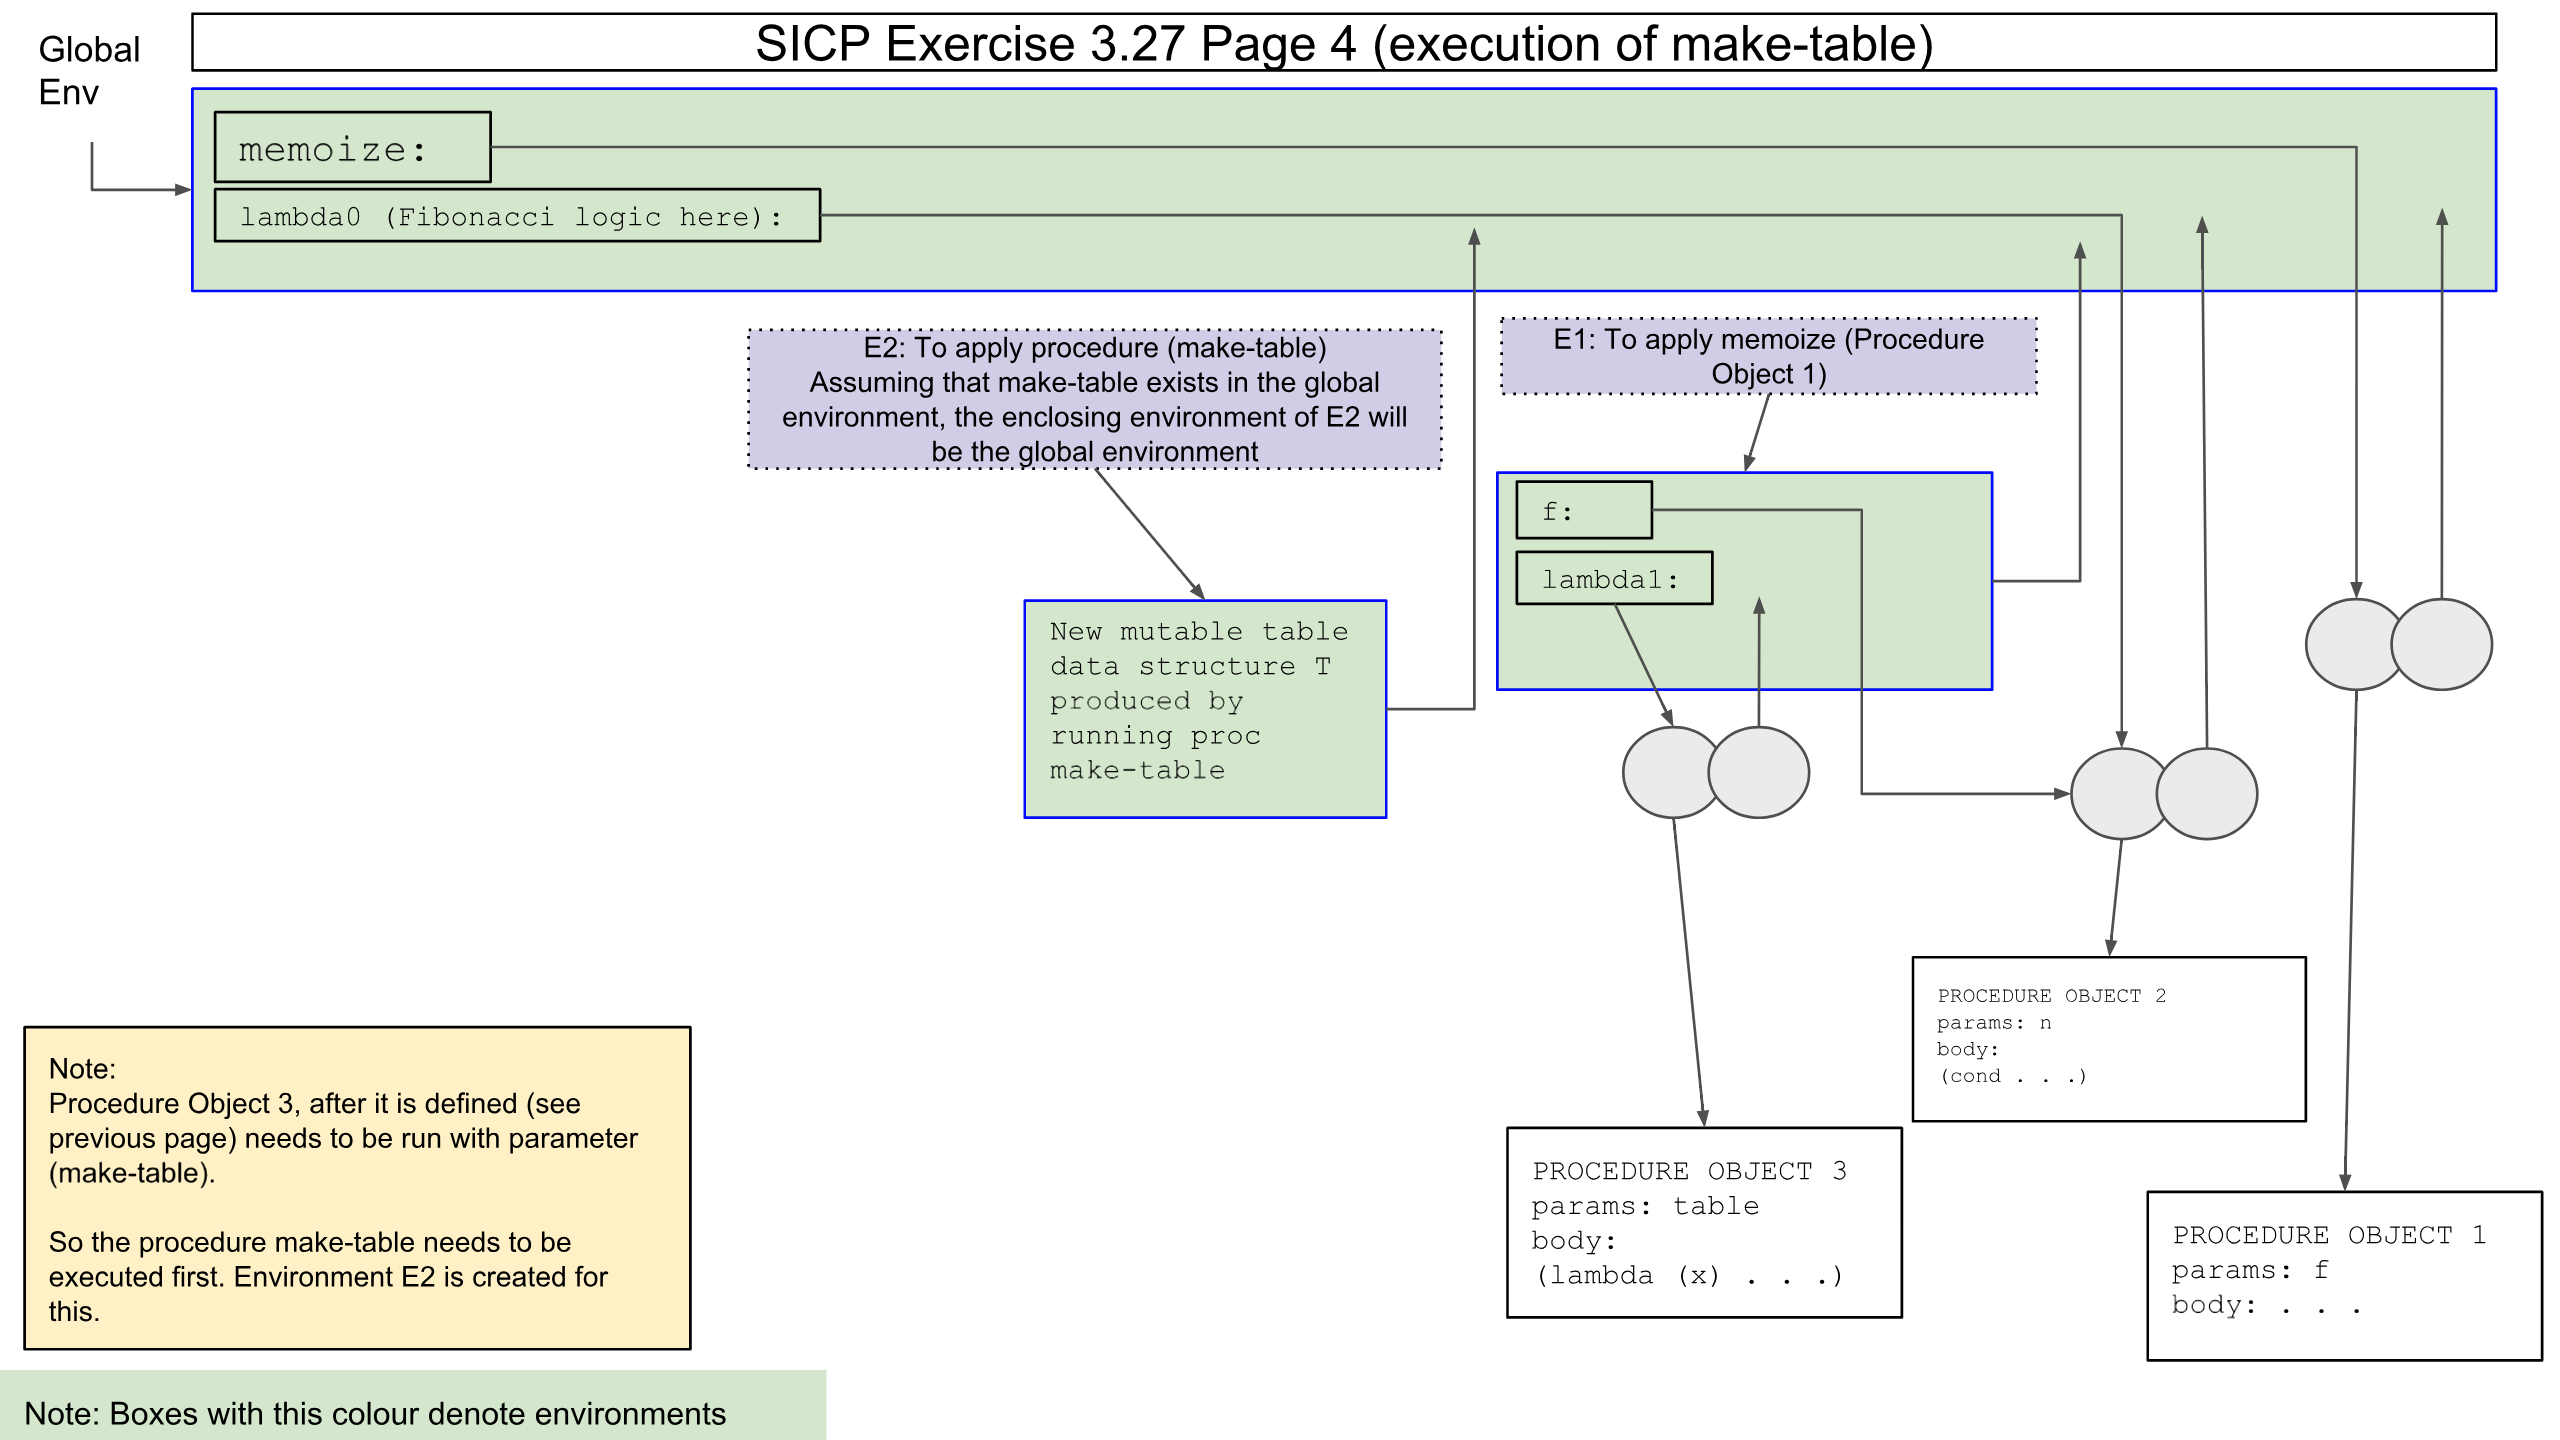 SICP Exercise 3.27 Page 4 (execution of make-table)
Global
Env
memoize:
lambda0 (Fibonacci logic here):
E2: To apply procedure (make-table)
Assuming that make-table exists in the global
environment, the enclosing environment of E2 will
be the global environment
E1: To apply memoize (Procedure
Object 1)
f:
lambda1:
New mutable table
data structure T
produced by
running proc
make-table
PROCEDURE OBJECT 2
params: n
body:
(cond . . .)
PROCEDURE OBJECT 3
params: table
body:
(lambda (x) . . .)
PROCEDURE OBJECT 1
params: f
body: . . .
Note:
Procedure Object 3, after it is defined (see
previous page) needs to be run with parameter
(make-table).
So the procedure make-table needs to be
executed first. Environment E2 is created for
this.
Note: Boxes with this colour denote environments